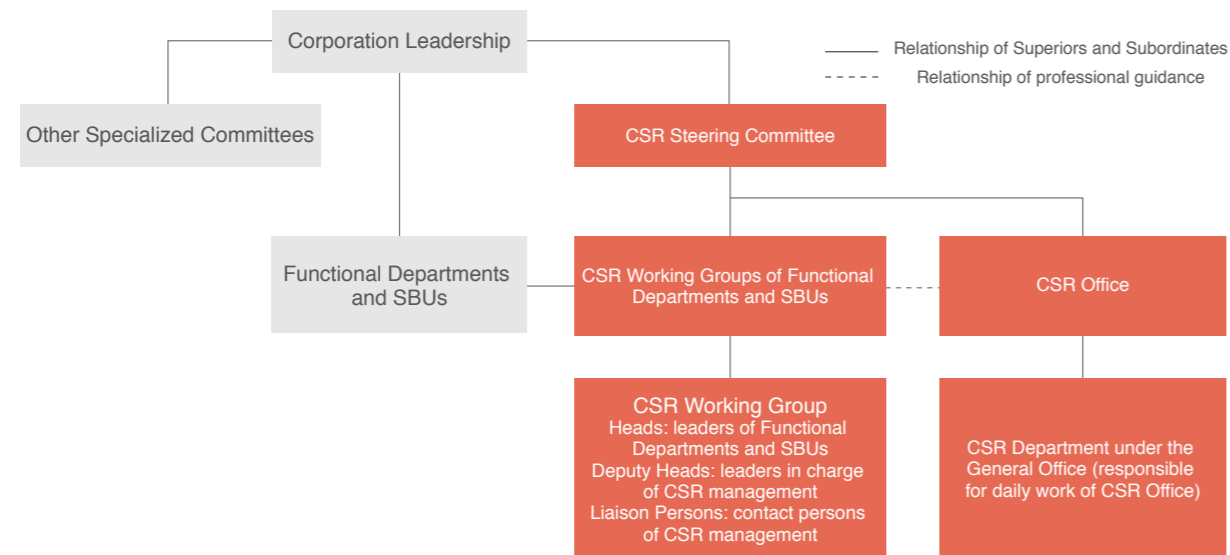 Corporation Leadership
Relationship of Superiors and Subordinates
Relationship of professional guidance
Other Specialized Committees
CSR Steering Committee
Functional Departments
and SBUs
CSR Working Groups of Functional
Departments and SBUs
CSR Office
CSR Working Group
Heads: leaders of Functional
Departments and SBUs
Deputy Heads: leaders in charge
of CSR management
Liaison Persons: contact persons
of CSR management
CSR Department under the
General Office (responsible
for daily work of CSR Office)